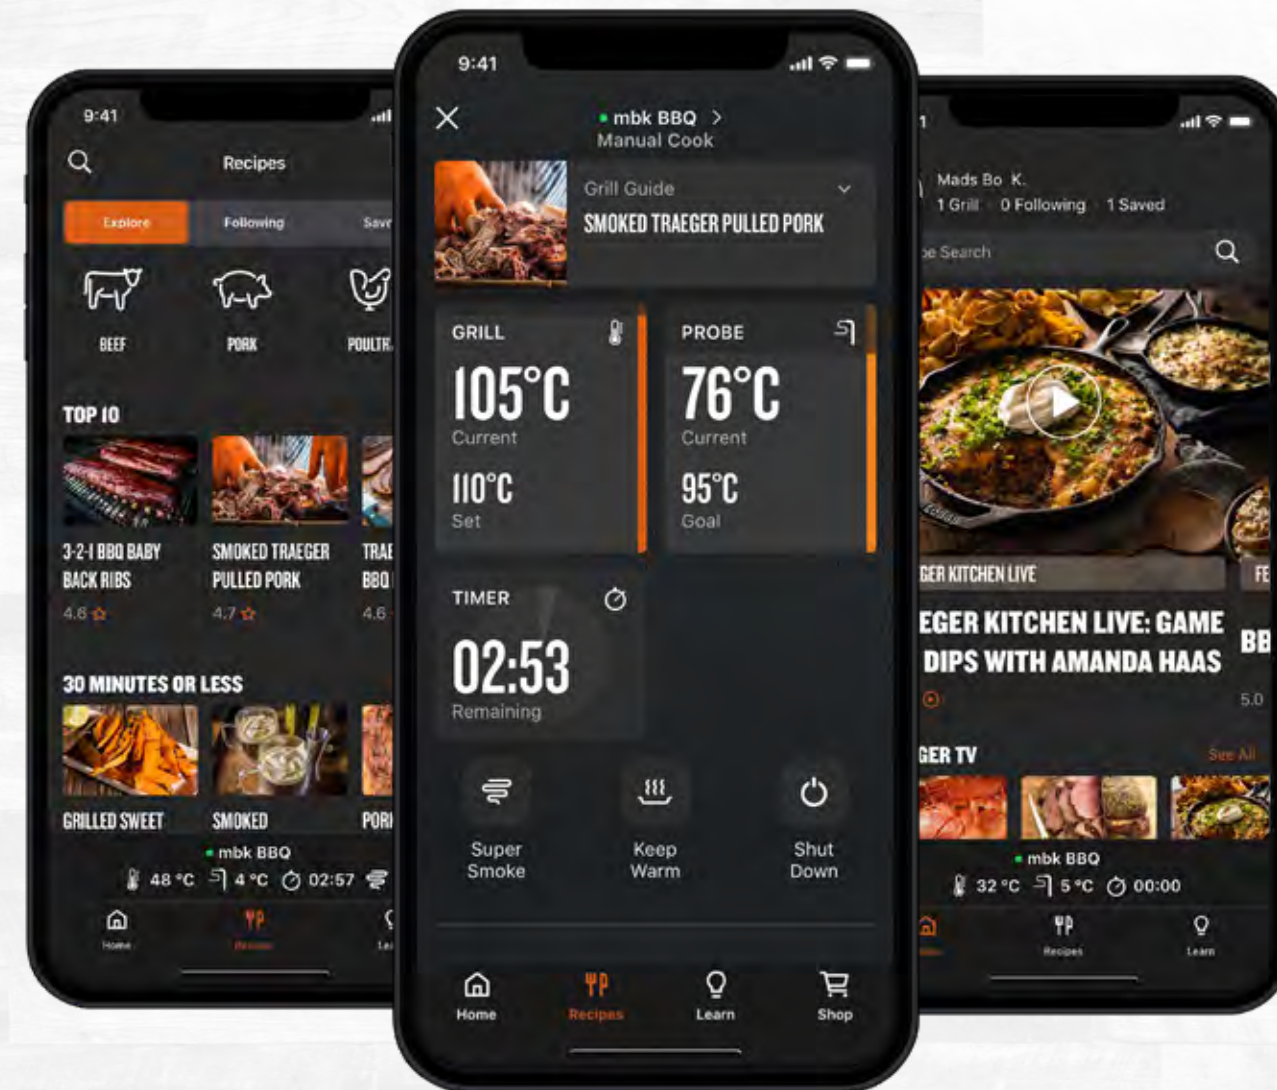 9:41
Recipes
Explore
Following
BEEF
PORK
TOP 10
3-2-1 BBQ BABY
BACK RIBS
4.6
SMOKED TRAEGER
PULLED PORK
4.7
4.6
30 MINUTES OR LESS
GRILLED SWEET
SMOKED
mbk BBQ
48 °C
4 °C
02:57
Home
Recipes
9:41
mbk BBQ
Manual Cook
Grill Guide
SMOKED TRAEGER PULLED PORK
GRILL
105°C
Current
110°C
Set
PROBE
76°C
Current
95°C
Goal
TIMER
02:53
Remaining
Super
Smoke
Keep
Warm
Shut
Down
Home
Recipes
Learn
Shop
Mads Bo K.
1 Grill
0 Following
1 Saved
Search
KITCHEN LIVE
KITCHEN LIVE: GAME
DIPS WITH AMANDA HAAS
5.0
TV
See All
mbk BBQ
32 °C
5 °C
00:00
Recipes
Learn